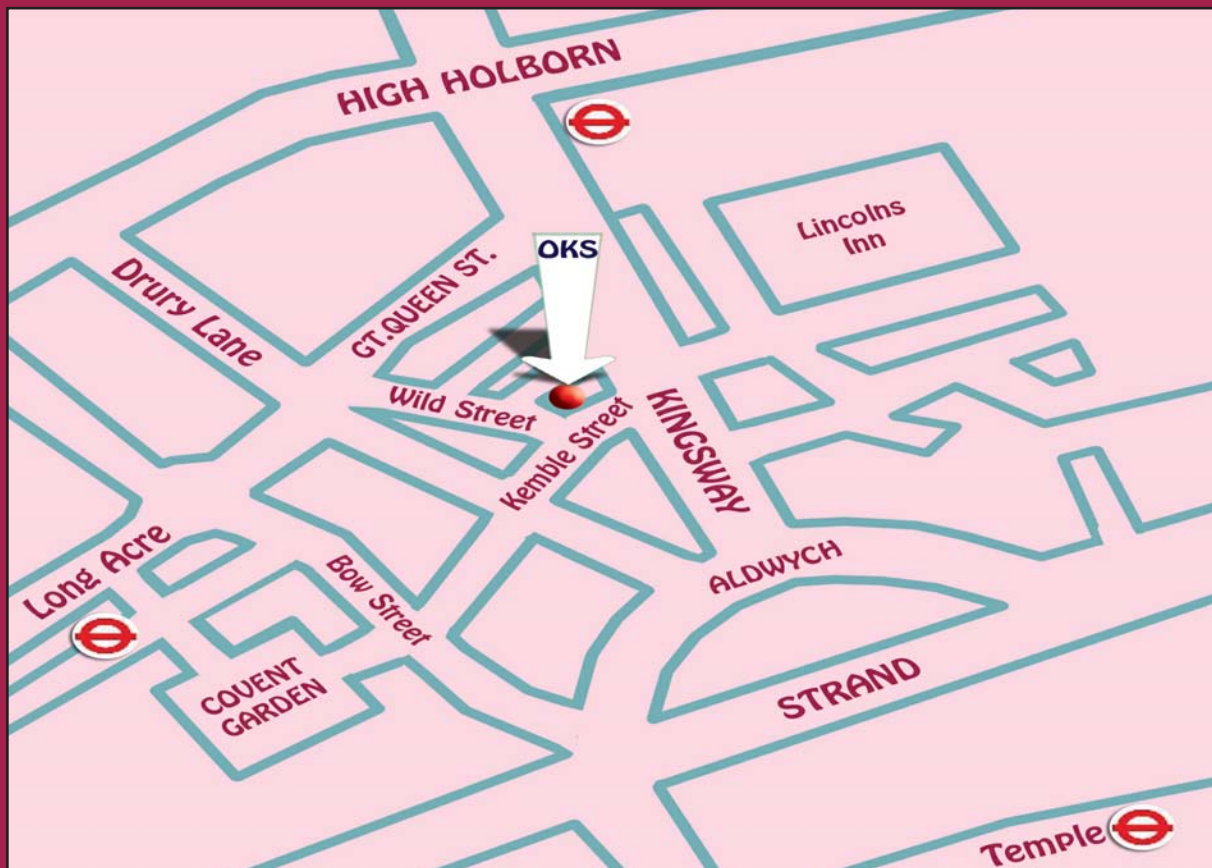 HIGH HOLBORN
Lincolns
Inn
OKS
Drury Lane
GT.QUEEN ST.
Wild Street
Kemble Street
KINGSWAY
Long Acre
Bow Street
ALDWYCH
COVENT
GARDEN
STRAND
Temple